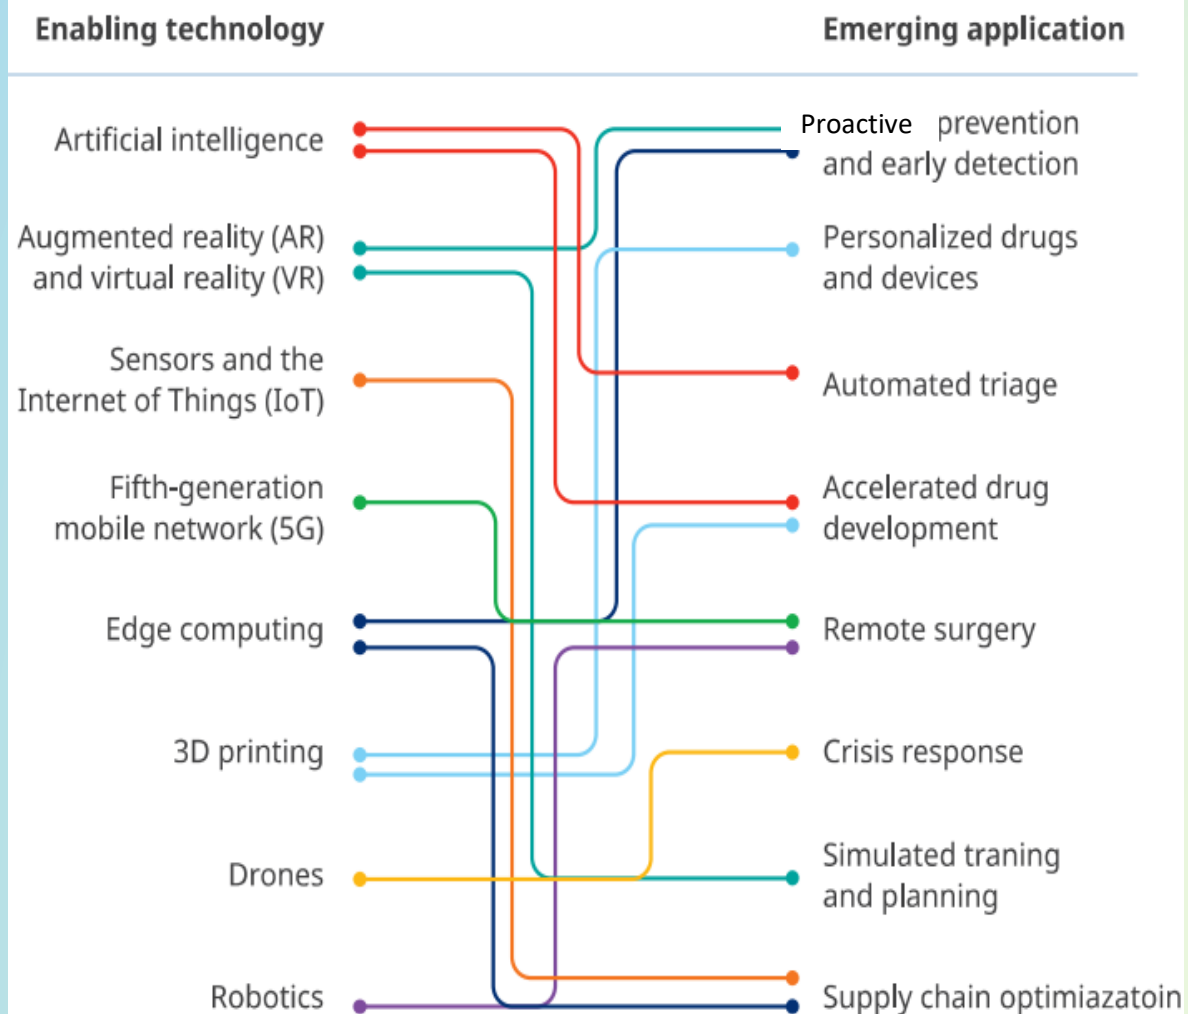 Enabling technology
Emerging application
Artificial intelligence
Augmented reality (AR)
and virtual reality (VR)
Sensors and the
Internet of Things (IoT)
Fifth-generation
mobile network (5G)
Edge computing
3D printing
Drones
Robotics
Proactive prevention
and early detection
Personalized drugs
and devices
Automated triage
Accelerated drug
development
Remote surgery
Crisis response
Simulated traning
and planning
Supply chain optimiazatoin